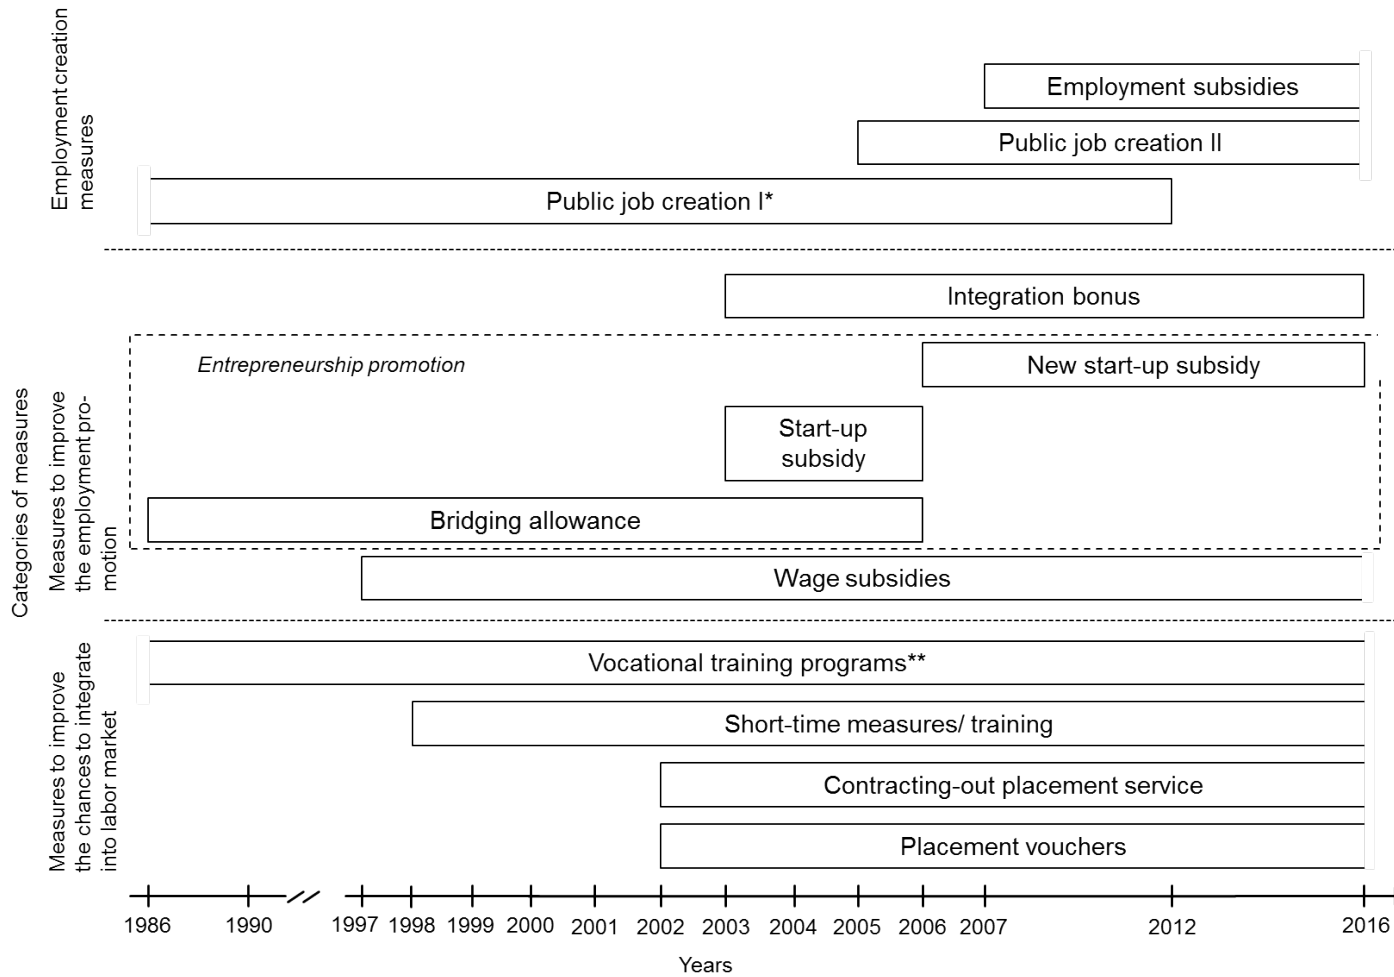 Categories of measures
Employment creation
measures
Employment subsidies
Public job creation II
Public job creation I*
Measures to improve
the employment pro-
motion
Integration bonus
Entrepreneurship promotion
New start-up subsidy
Start-up
subsidy
Bridging allowance
Wage subsidies
Measures to improve
the chances to integrate
into labor market
Vocational training programs**
Short-time measures/ training
Contracting-out placement service
Placement vouchers
1986 1990 1997 1998 1999 2000 2001 2002 2003 2004 2005 2006 2007 2012 2016
Years